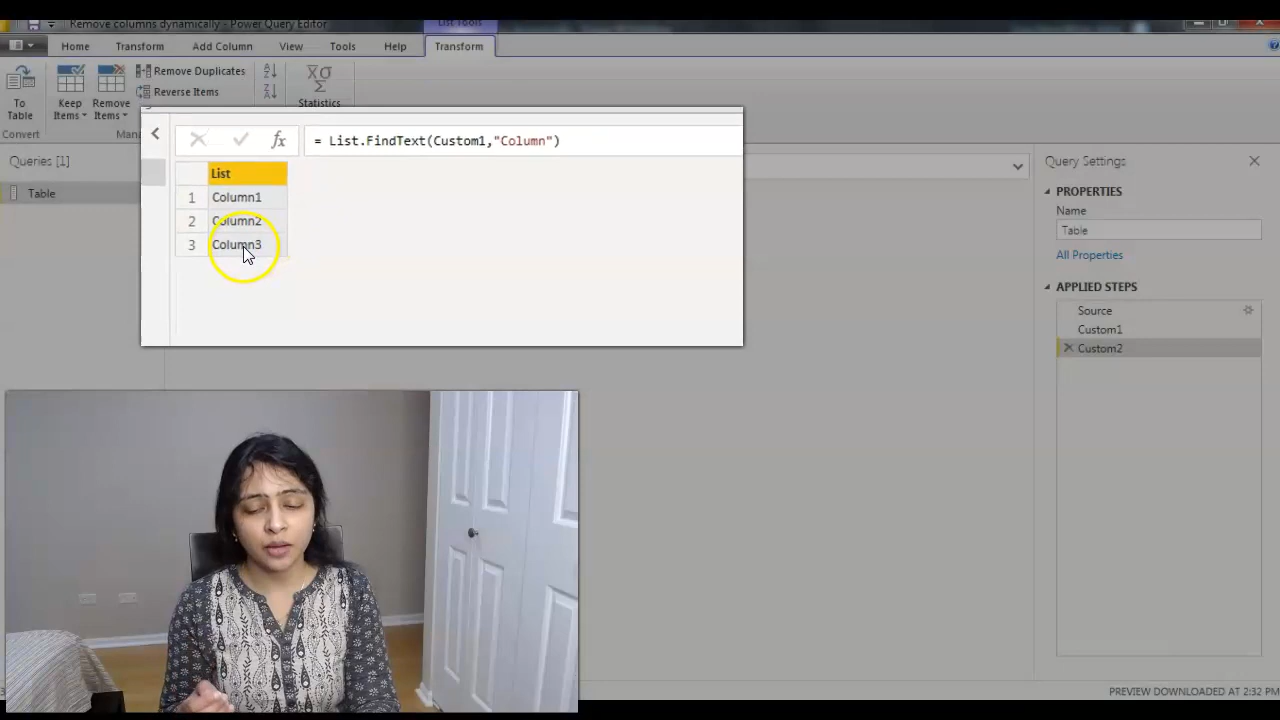 Remove columns dynamically - Power Query Editor
List Tools
Home
Transform
Add Column
View
Tools
Help
Transform
To
Table
Keep
Items
Remove
Items
Remove Duplicates
Reverse Items
Statistics
Convert
= List.FindText(Custom1,"Column")
List
1 Column1
2 Column2
3 Column3
Queries [1]
Table
Query Settings
PROPERTIES
Name
Table
All Properties
APPLIED STEPS
Source
Custom1
Custom2
PREVIEW DOWNLOADED AT 2:32 PM